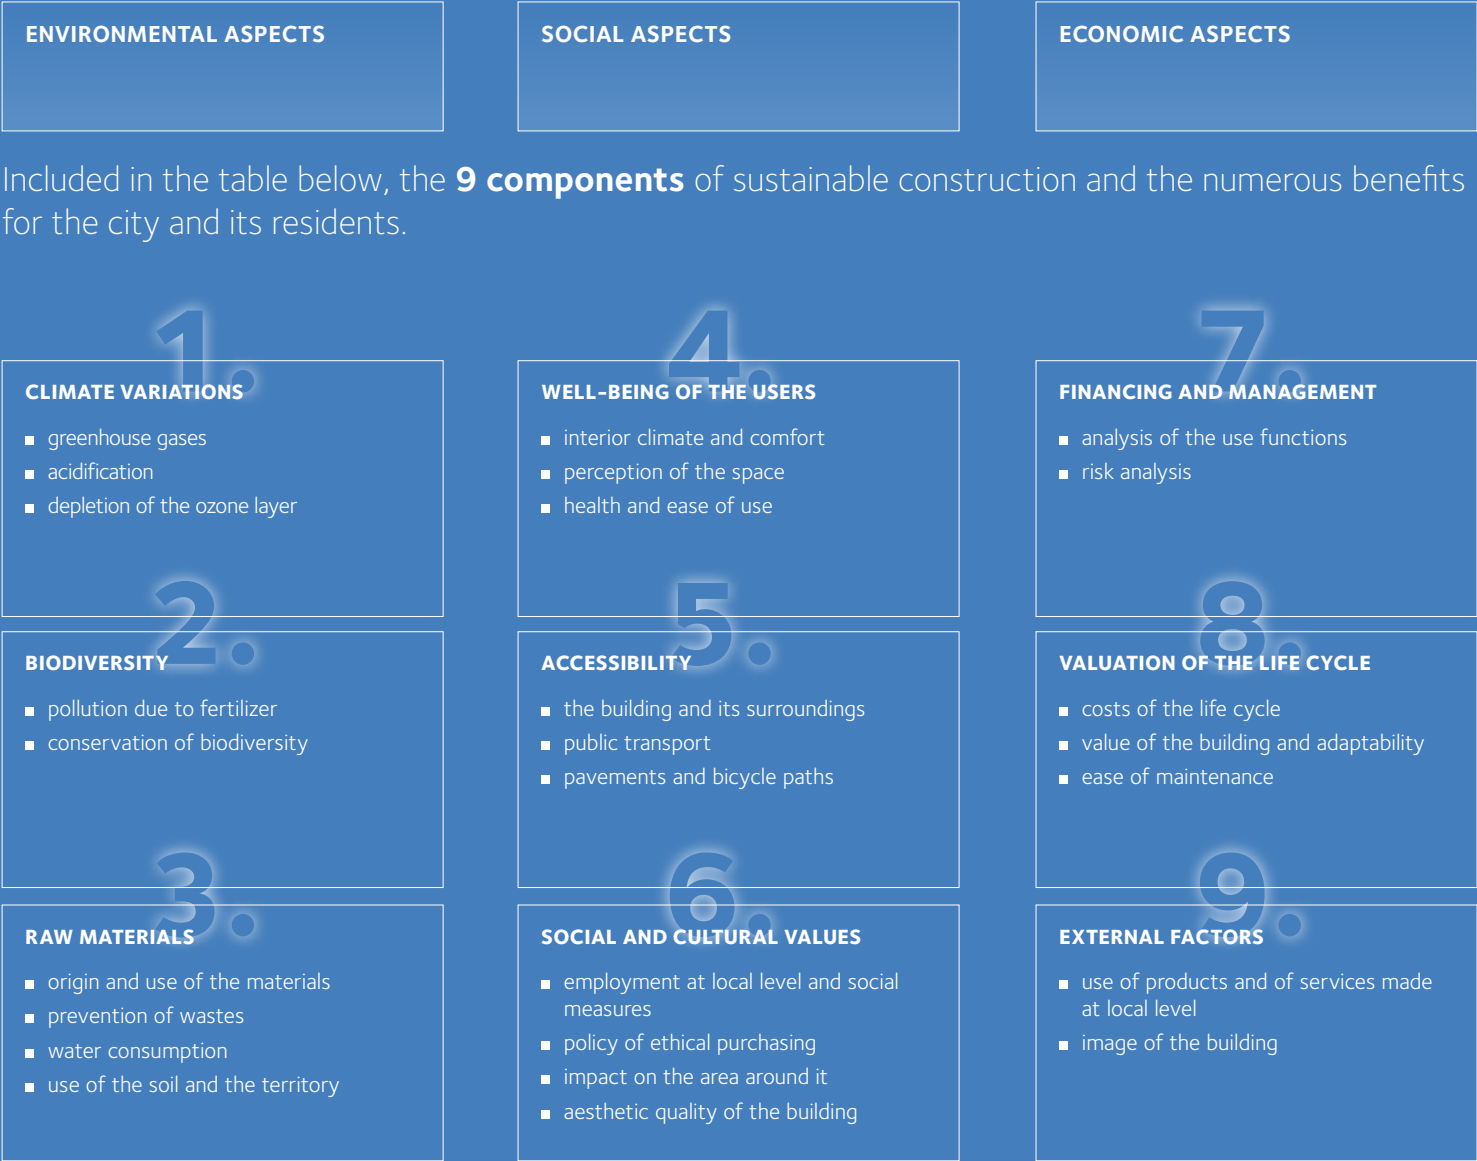 ENVIRONMENTAL ASPECTS
SOCIAL ASPECTS
ECONOMIC ASPECTS
Included in the table below, the 9 components of sustainable construction and the numerous benefits
for the city and its residents.
1.
CLIMATE VARIATIONS
greenhouse gases
acidification
depletion of the ozone layer
2.
BIODIVERSITY
pollution due to fertilizer
conservation of biodiversity
3.
RAW MATERIALS
origin and use of the materials
prevention of wastes
water consumption
use of the soil and the territory
4.
WELL-BEING OF THE USERS
interior climate and comfort
perception of the space
health and ease of use
5.
ACCESSIBILITY
the building and its surroundings
public transport
pavements and bicycle paths
6.
SOCIAL AND CULTURAL VALUES
employment at local level and social
measures
policy of ethical purchasing
impact on the area around it
aesthetic quality of the building
7.
FINANCING AND MANAGEMENT
analysis of the use functions
risk analysis
8.
VALUATION OF THE LIFE CYCLE
costs of the life cycle
value of the building and adaptability
ease of maintenance
9.
EXTERNAL FACTORS
use of products and of services made
at local level
image of the building